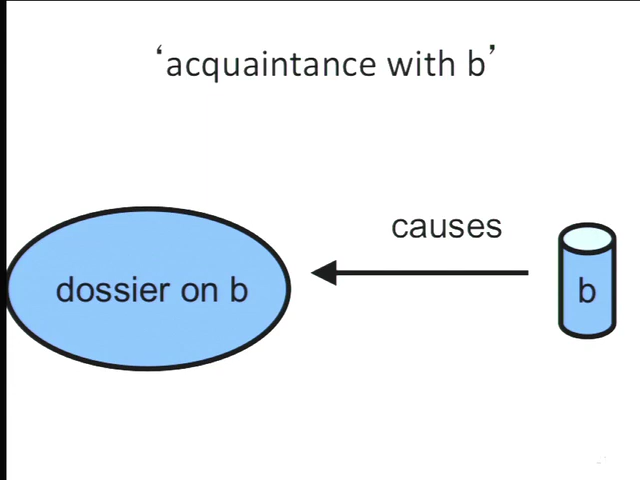 ‘acquaintance with b’
causes
dossier on b
b